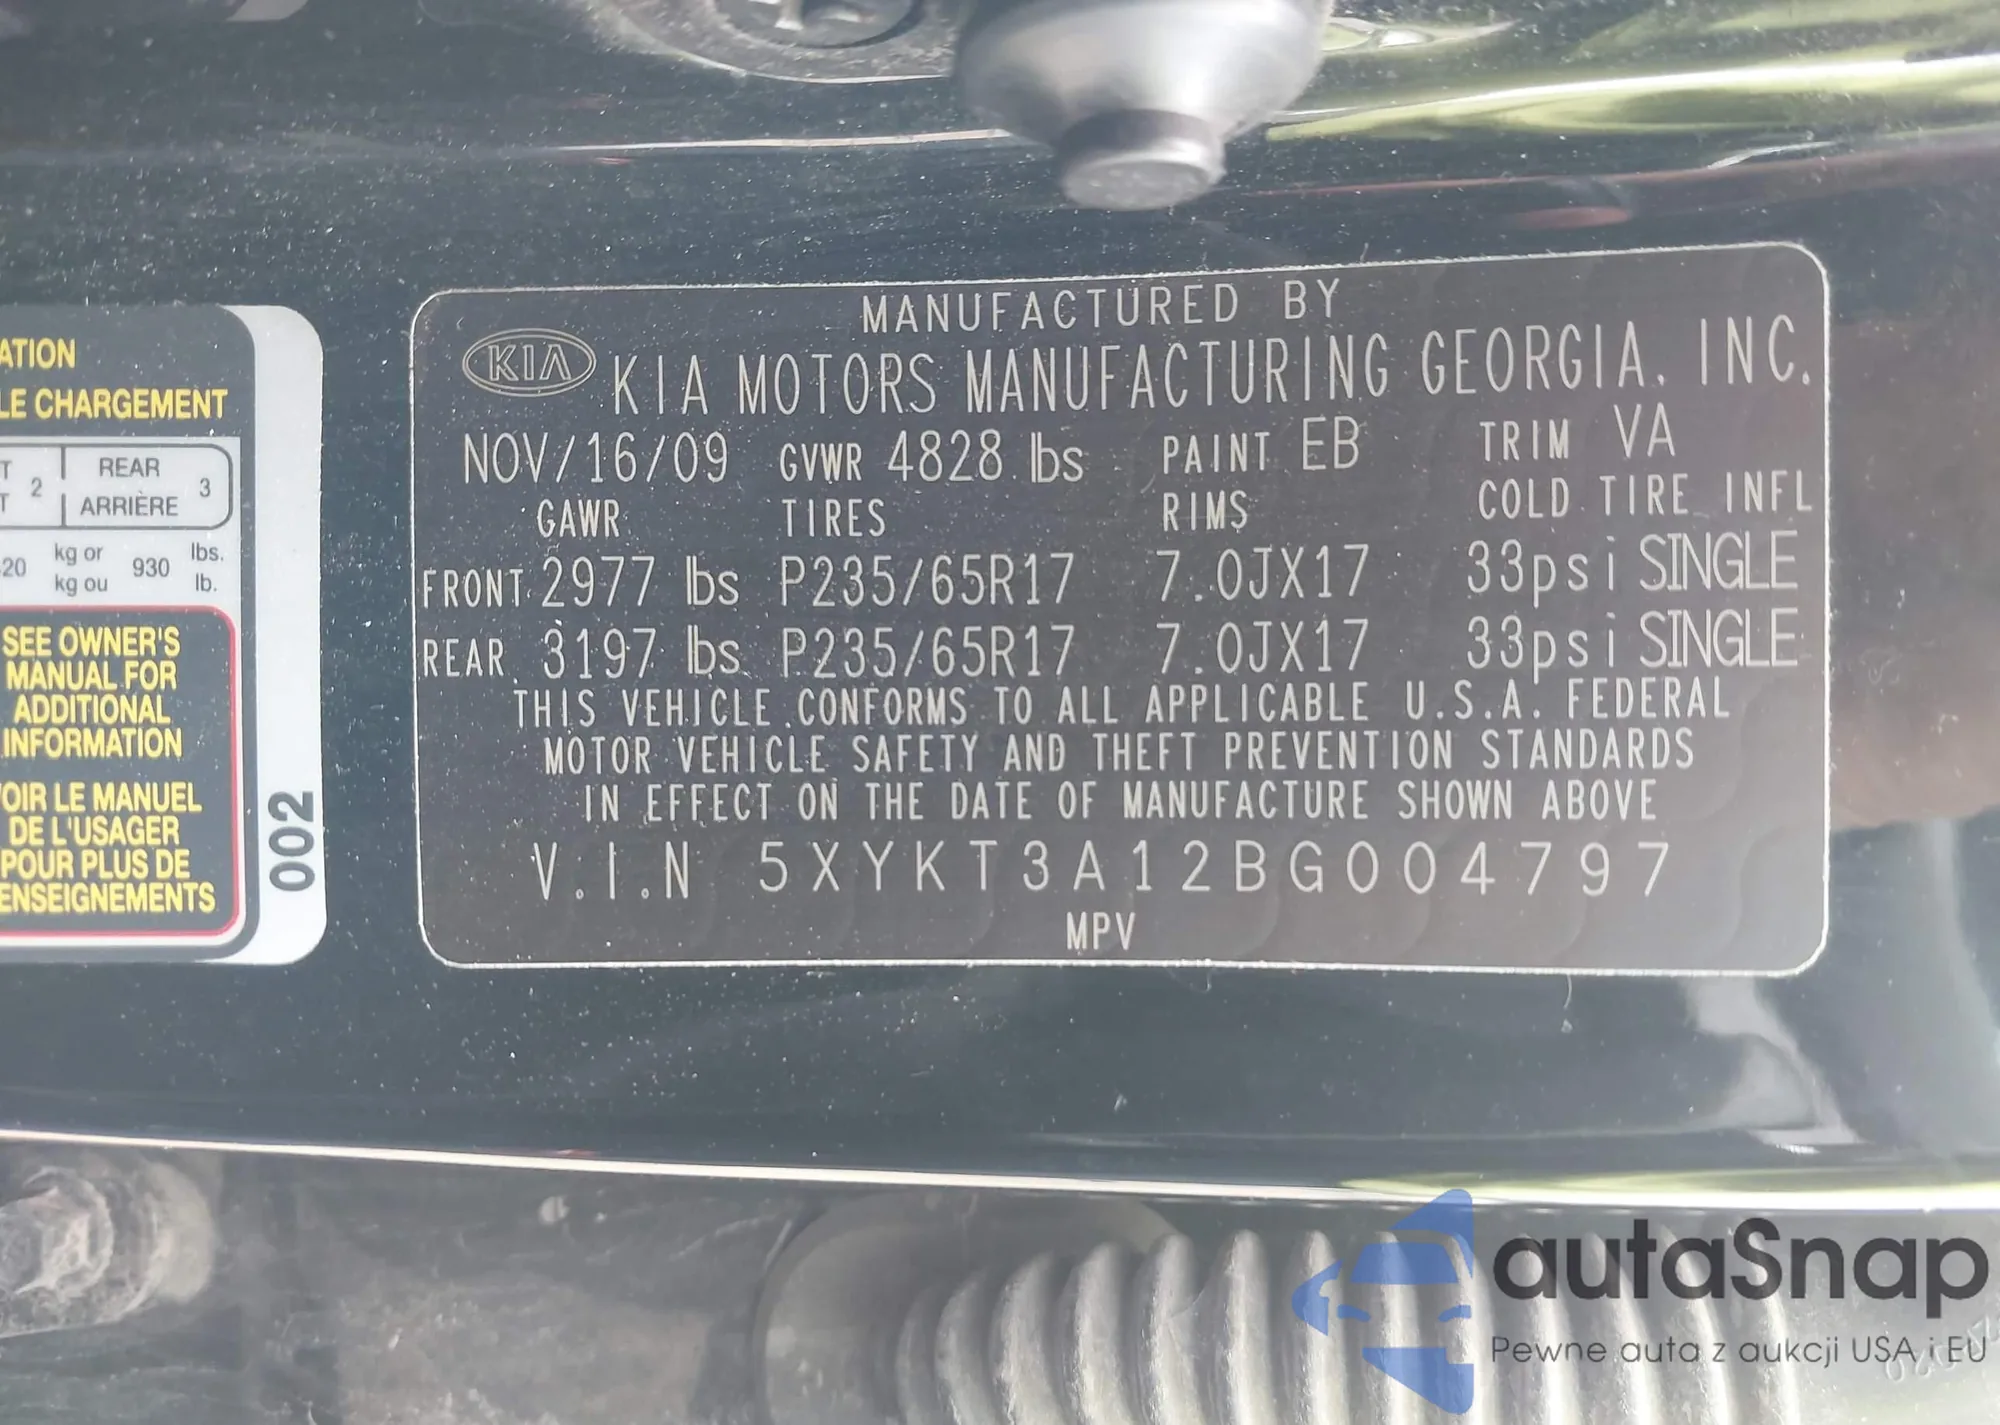 ATION
LE CHARGEMENT
2
REAR
ARRIÈRE
3
20
kg or
kg ou
930
lbs.
lb.
SEE OWNER'S
MANUAL FOR
ADDITIONAL
INFORMATION
OIR LE MANUEL
DE L'USAGER
POUR PLUS DE
ENSEIGNEMENTS
002
MANUFACTURED BY
KIA KIA MOTORS MANUFACTURING GEORGIA, INC.
NOV/16/09 GVWR 4828 lbs PAINT EB TRIM VA
GAWR TIRES RIMS COLD TIRE INFL
FRONT 2977 lbs P235/65R17 7.0JX17 33psi SINGLE
REAR 3197 lbs P235/65R17 7.0JX17 33psi SINGLE
THIS VEHICLE CONFORMS TO ALL APPLICABLE U.S.A. FEDERAL
MOTOR VEHICLE SAFETY AND THEFT PREVENTION STANDARDS
IN EFFECT ON THE DATE OF MANUFACTURE SHOWN ABOVE
V.I.N 5XYKT3A12BG004797
MPV
autaSnap
Pewne auta z aukcji USA i EU